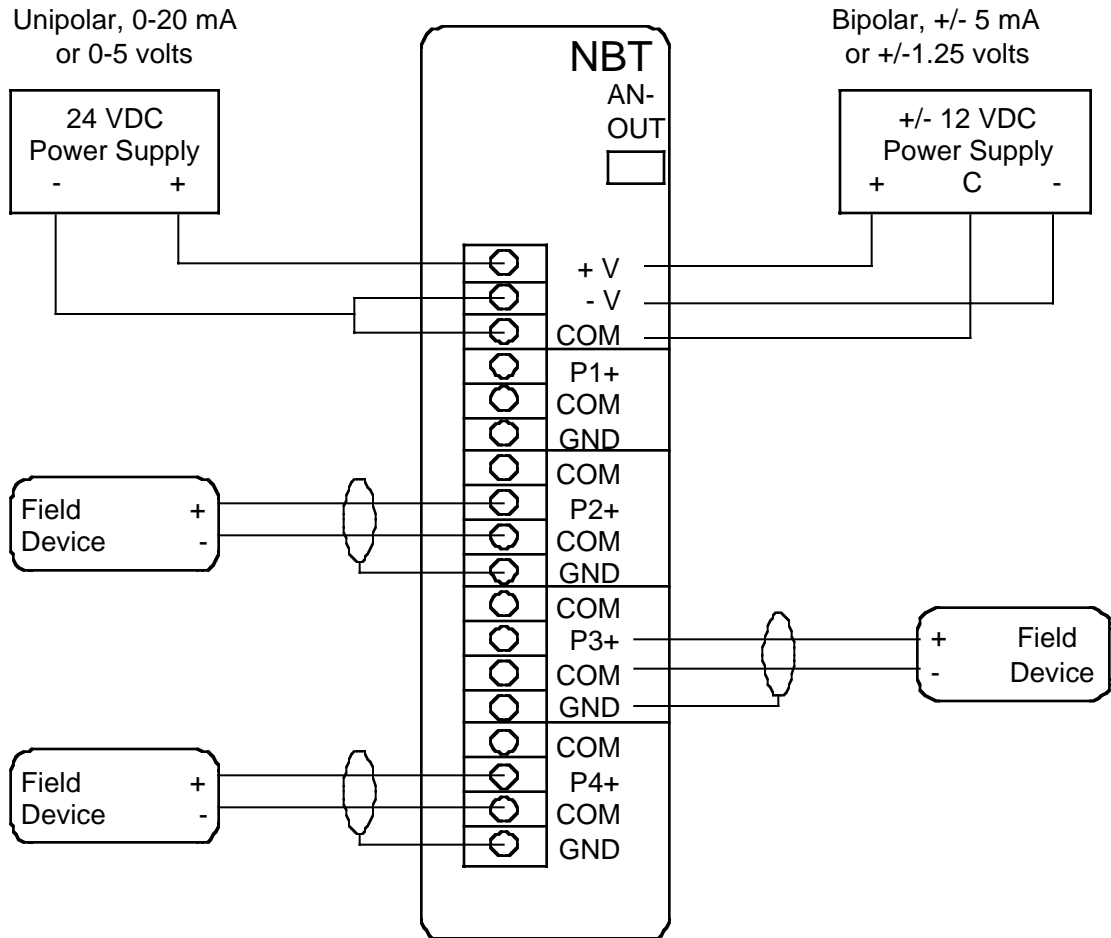 Unipolar, 0-20 mA
or 0-5 volts
24 VDC
Power Supply
- +
NBT
AN-
OUT
Bipolar, +/- 5 mA
or +/-1.25 volts
+/- 12 VDC
Power Supply
+ C -
+ V
- V
COM
P1+
COM
GND
COM
P2+
COM
GND
COM
P3+
COM
GND
COM
P4+
COM
GND
Field +
Device -
+ Field
- Device
Field +
Device -